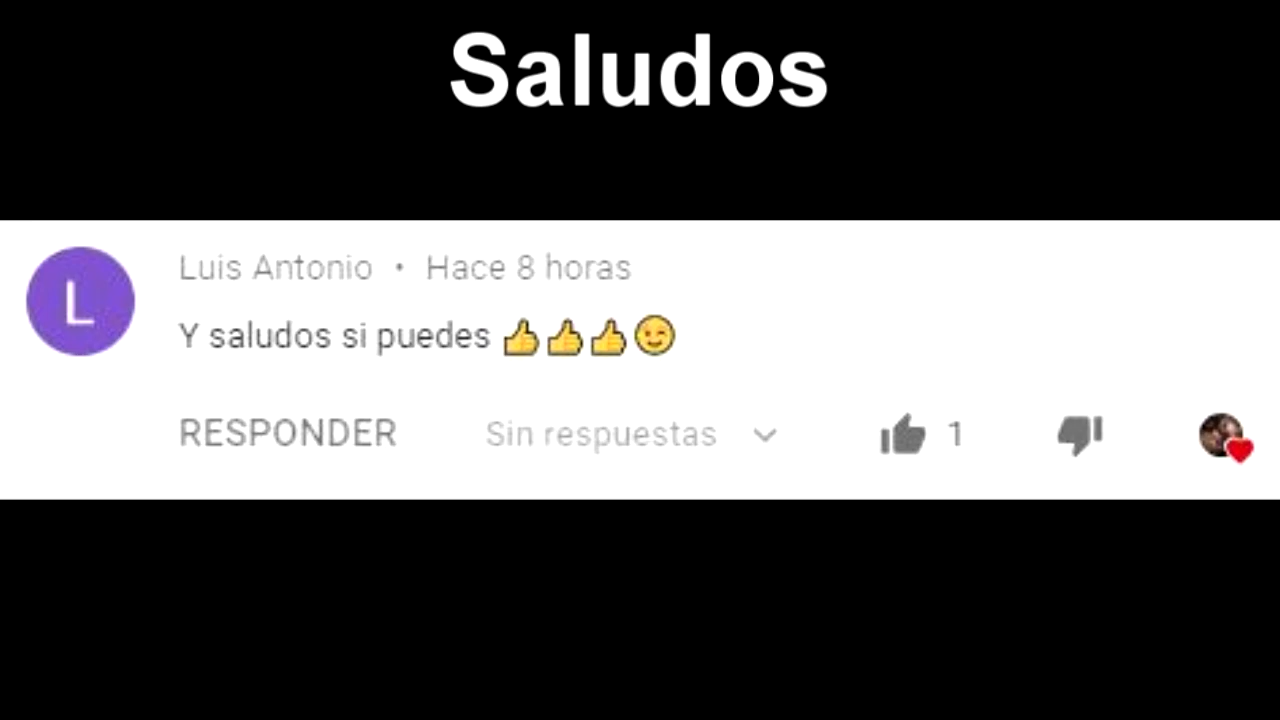 Saludos
L
Luis Antonio • Hace 8 horas
Y saludos si puedes 👍👍👍😉
RESPONDER Sin respuestas 1